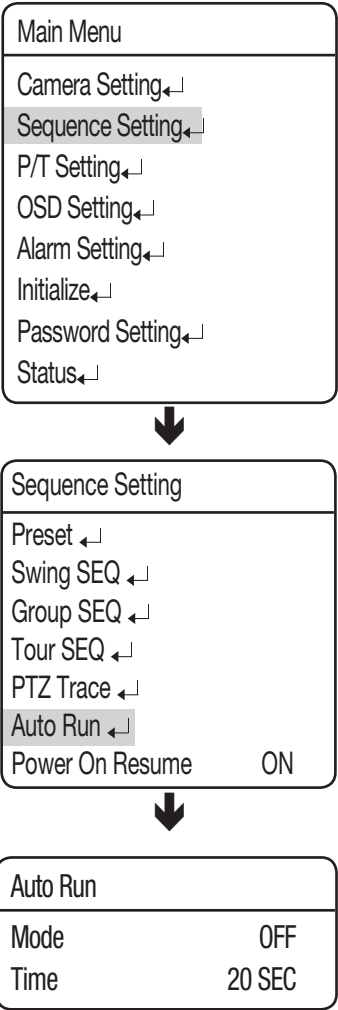 Main Menu
Camera Setting↵
Sequence Setting↵
P/T Setting↵
OSD Setting↵
Alarm Setting↵
Initialize↵
Password Setting↵
Status↵
Sequence Setting
Preset ↵
Swing SEQ ↵
Group SEQ ↵
Tour SEQ ↵
PTZ Trace ↵
Auto Run ↵
Power On Resume ON
Auto Run
Mode OFF
Time 20 SEC